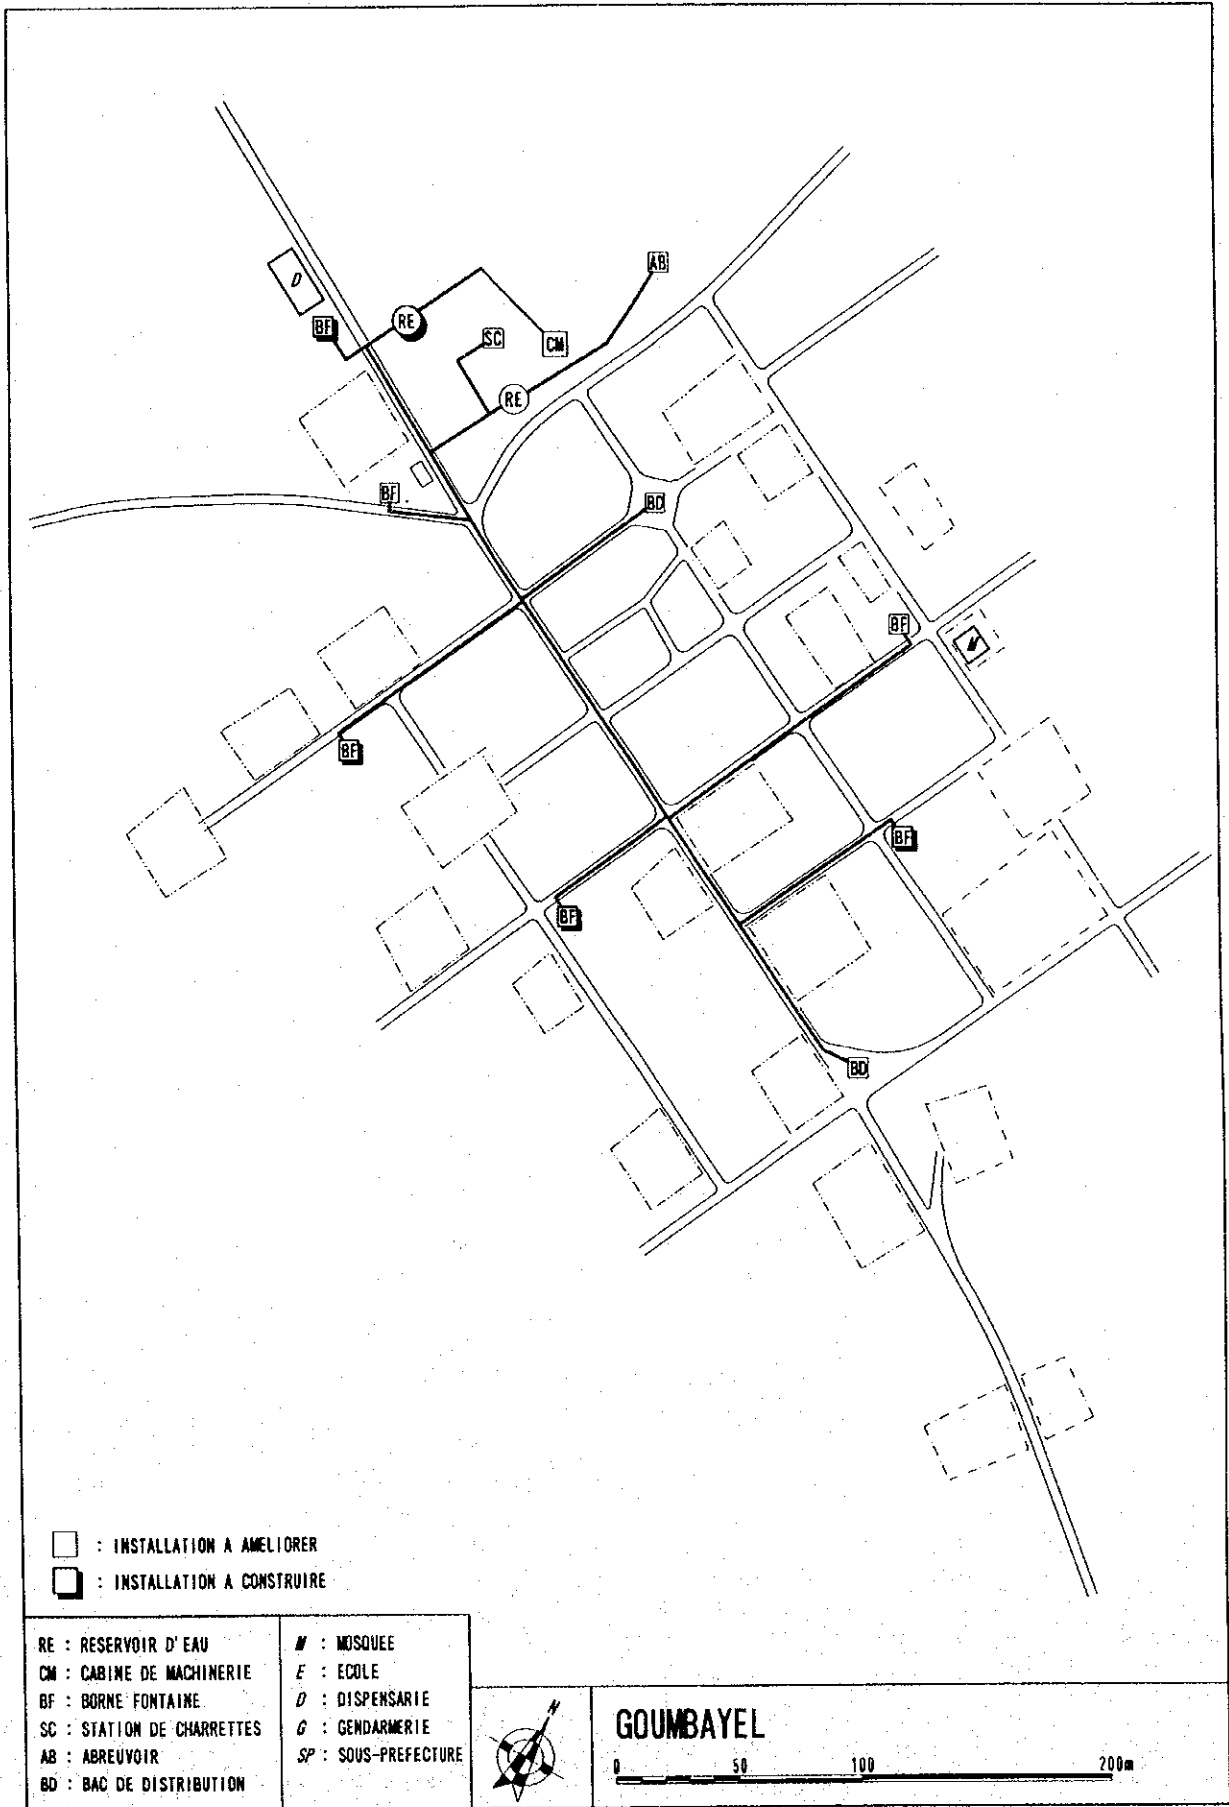 D
AB
BF
RE
SC
CM
RE
BF
BD
BF
M
BF
BF
BF
BD
: INSTALLATION A AMELIORER
: INSTALLATION A CONSTRUIRE
RE : RESERVOIR D'EAU
CM : CABINE DE MACHINERIE
BF : BORNE FONTAINE
SC : STATION DE CHARRETTES
AB : ABREUVOIR
BD : BAC DE DISTRIBUTION
M : MOSQUEE
E : ECOLE
D : DISPENSARIE
G : GENDARMERIE
SP : SOUS-PREFECTURE
N
GOUMBAYEL
0 50 100 200m